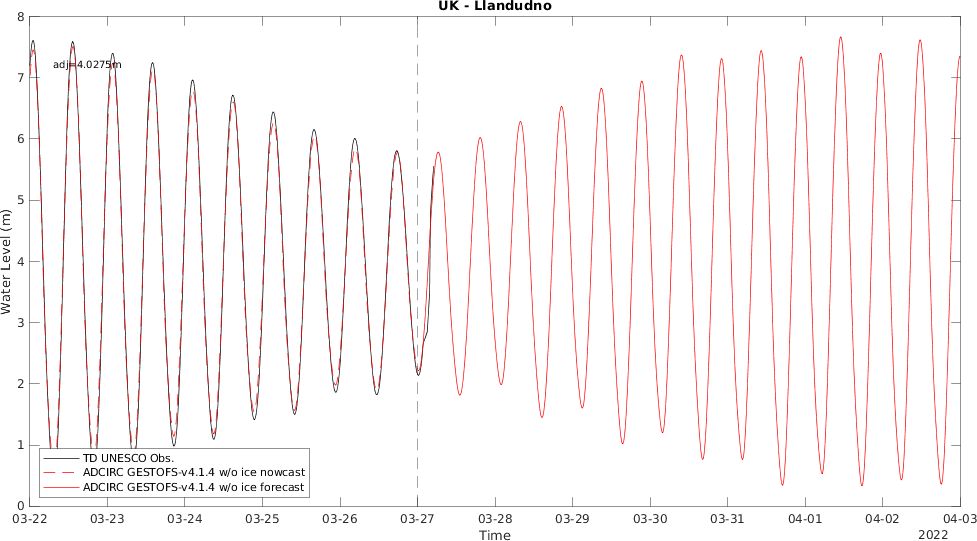 UK - Llandudno
8
7
6
5
4
3
2
1
0
Water Level (m)
adj=4.0275m
TD UNESCO Obs.
ADCIRC GESTOFS-v4.1.4 w/o ice nowcast
ADCIRC GESTOFS-v4.1.4 w/o ice forecast
03-22 03-23 03-24 03-25 03-26 03-27 03-28 03-29 03-30 03-31 04-01 04-02 04-03
Time
2022